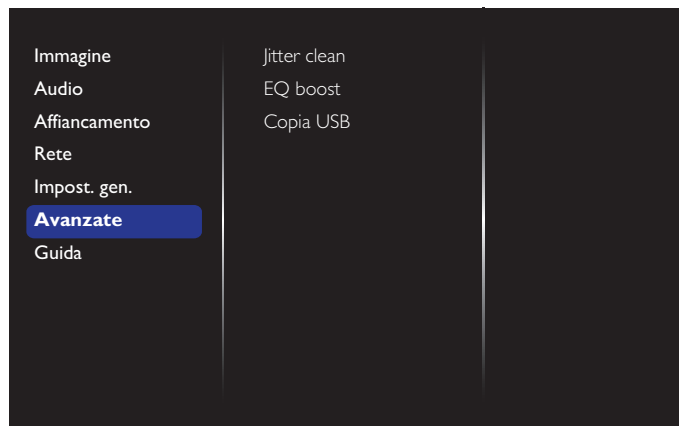 Immagine
Audio
Affiancamento
Rete
Impost. gen.
Avanzate
Guida
Jitter clean
EQ boost
Copia USB